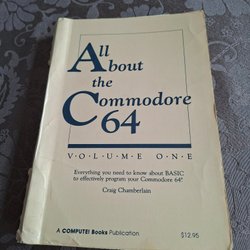 All
About
the
Commodore
64
VOLUME ONE
Everything you need to know about BASIC
to effectively program your Commodore 64!
Craig Chamberlain
A COMPUTE! Books Publication
$12.95